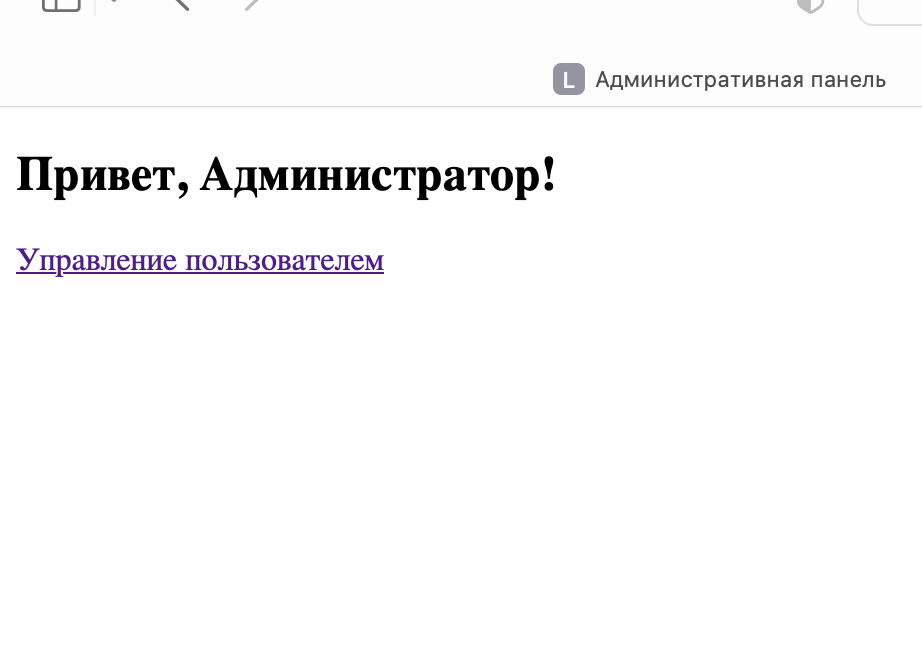 L Административная панель
Привет, Администратор!
Управление пользователем